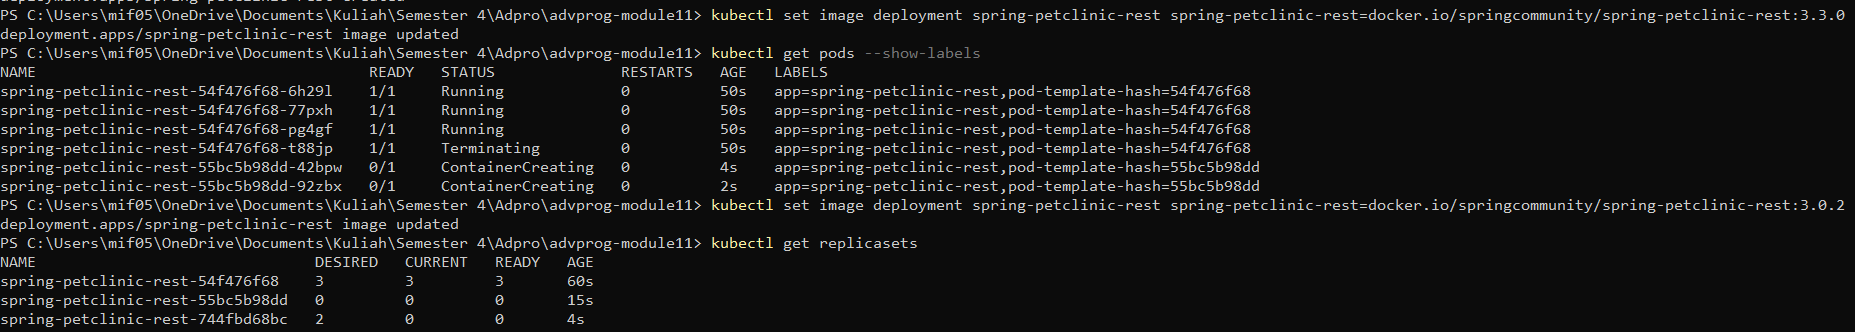 PS C:\Users\mif05\OneDrive\Documents\Kuliah\Semester 4\Adpro\advprog-module11> kubectl set image deployment spring-petclinic-rest spring-petclinic-rest=docker.io/springcommunity/spring-petclinic-rest:3.3.0
deployment.apps/spring-petclinic-rest image updated
PS C:\Users\mif05\OneDrive\Documents\Kuliah\Semester 4\Adpro\advprog-module11> kubectl get pods --show-labels
NAME READY STATUS RESTARTS AGE LABELS
spring-petclinic-rest-54f476f68-6h29l 1/1 Running 0 50s app=spring-petclinic-rest,pod-template-hash=54f476f68
spring-petclinic-rest-54f476f68-77pxh 1/1 Running 0 50s app=spring-petclinic-rest,pod-template-hash=54f476f68
spring-petclinic-rest-54f476f68-pg4gf 1/1 Running 0 50s app=spring-petclinic-rest,pod-template-hash=54f476f68
spring-petclinic-rest-54f476f68-t88jp 1/1 Terminating 0 50s app=spring-petclinic-rest,pod-template-hash=54f476f68
spring-petclinic-rest-55bc5b98dd-42bpw 0/1 ContainerCreating 0 4s app=spring-petclinic-rest,pod-template-hash=55bc5b98dd
spring-petclinic-rest-55bc5b98dd-92zbx 0/1 ContainerCreating 0 2s app=spring-petclinic-rest,pod-template-hash=55bc5b98dd
PS C:\Users\mif05\OneDrive\Documents\Kuliah\Semester 4\Adpro\advprog-module11> kubectl set image deployment spring-petclinic-rest spring-petclinic-rest=docker.io/springcommunity/spring-petclinic-rest:3.0.2
deployment.apps/spring-petclinic-rest image updated
PS C:\Users\mif05\OneDrive\Documents\Kuliah\Semester 4\Adpro\advprog-module11> kubectl get replicasets
NAME DESIRED CURRENT READY AGE
spring-petclinic-rest-54f476f68 3 3 3 60s
spring-petclinic-rest-55bc5b98dd 0 0 0 15s
spring-petclinic-rest-744fbd68bc 2 0 0 4s